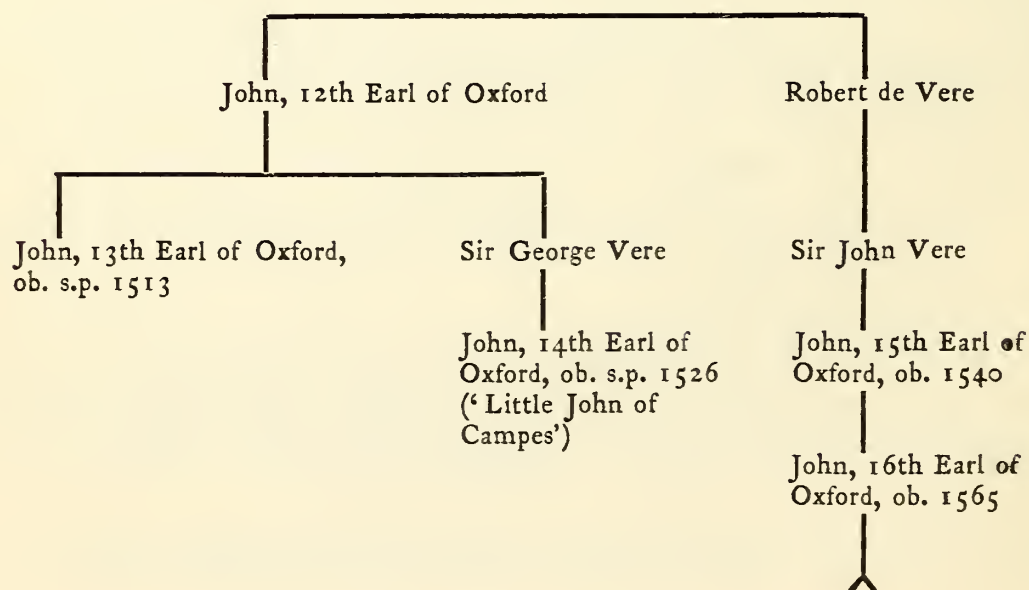 John, 12th Earl of Oxford
Robert de Vere
John, 13th Earl of Oxford,
ob. s.p. 1513
Sir George Vere
Sir John Vere
John, 14th Earl of
Oxford, ob. s.p. 1526
(‘ Little John of
Campes’)
John, 15th Earl of
Oxford, ob. 1540
John, 16th Earl of
Oxford, ob. 1565